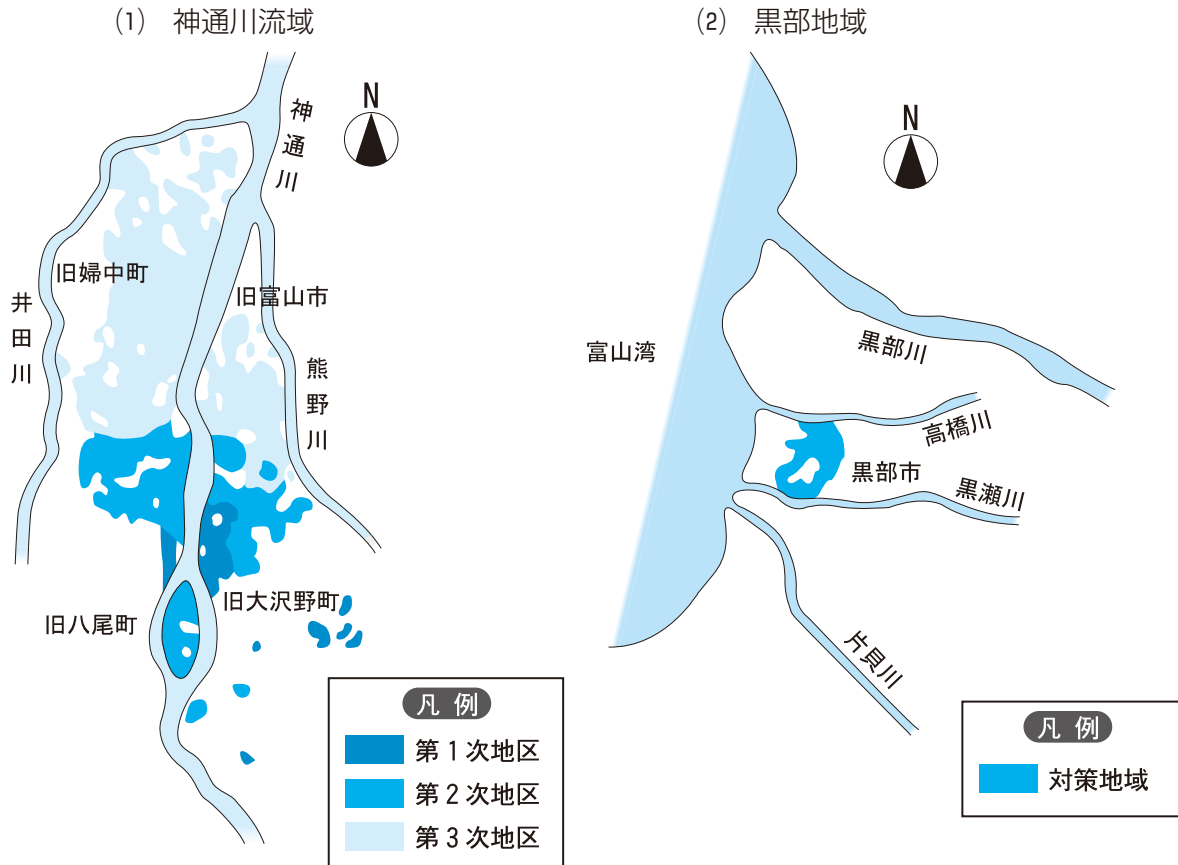 (1) 神通川流域
N
神通川
旧婦中町
旧富山市
井田川
熊野川
旧八尾町
旧大沢野町
凡例
第1次地区
第2次地区
第3次地区
(2) 黒部地域
N
富山湾
黒部川
高橋川
黒部市
黒瀬川
片貝川
凡例
対策地域